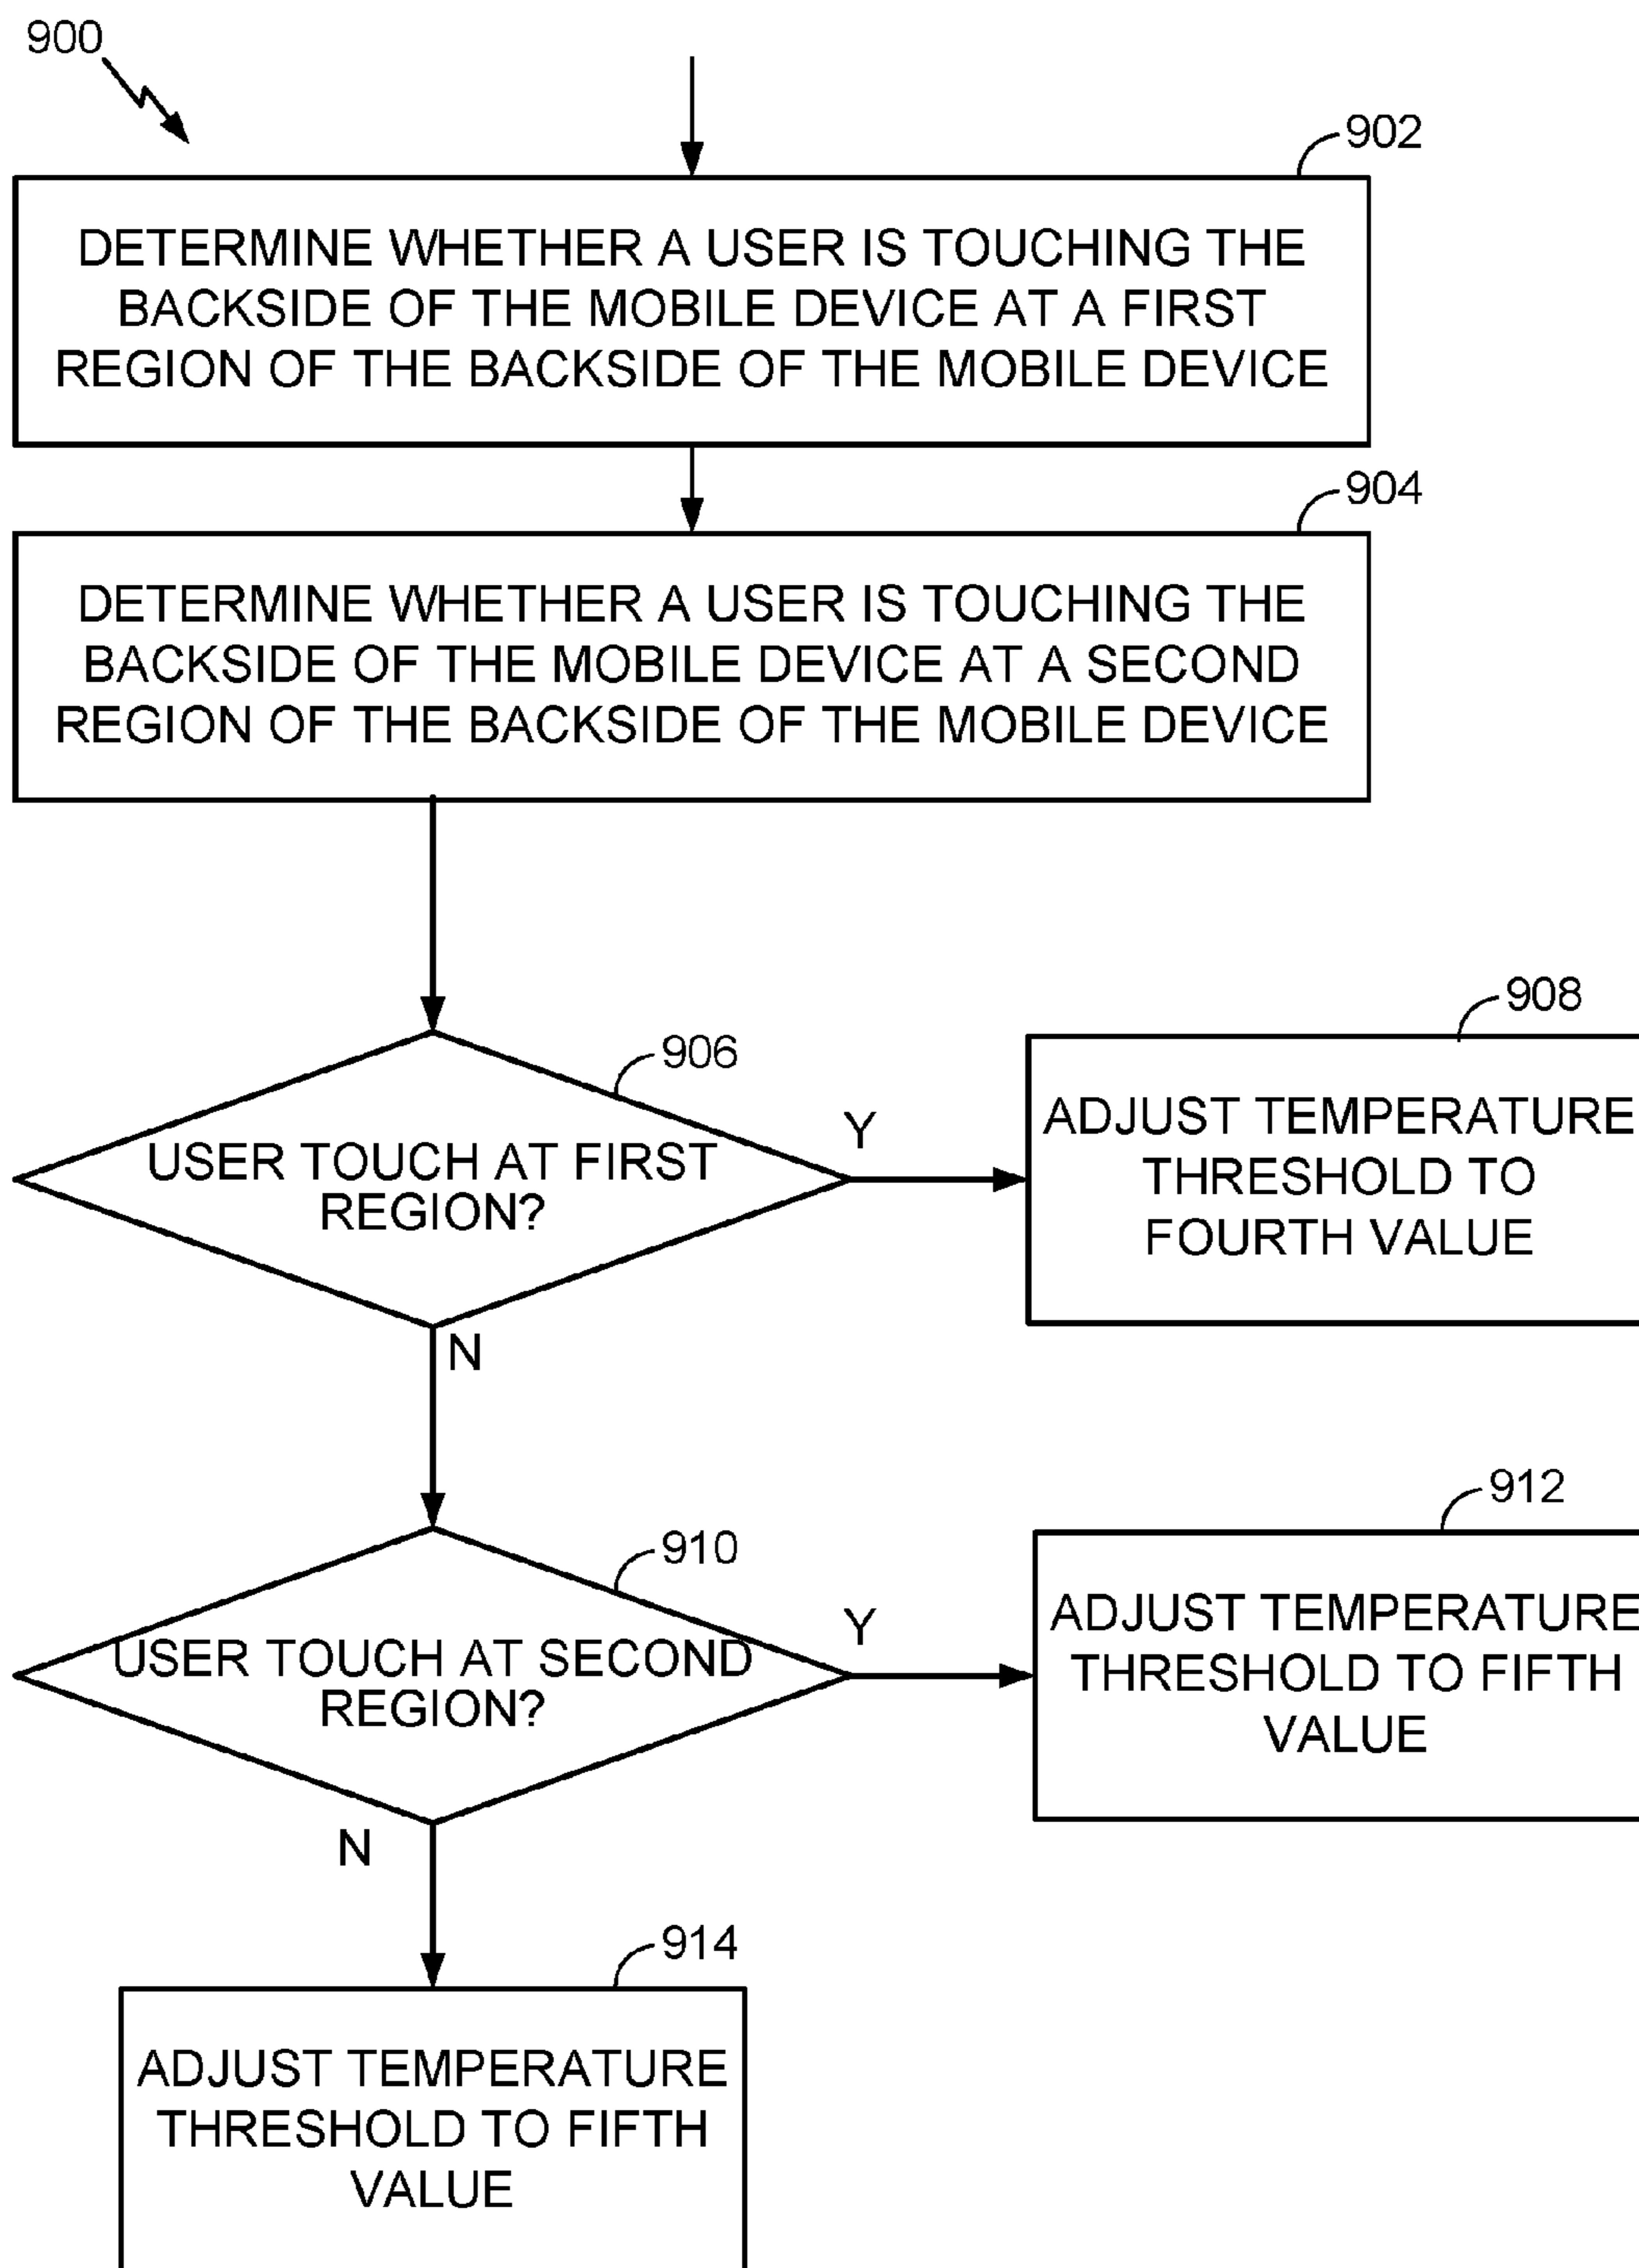 900
902
DETERMINE WHETHER A USER IS TOUCHING THE
BACKSIDE OF THE MOBILE DEVICE AT A FIRST
REGION OF THE BACKSIDE OF THE MOBILE DEVICE
904
DETERMINE WHETHER A USER IS TOUCHING THE
BACKSIDE OF THE MOBILE DEVICE AT A SECOND
REGION OF THE BACKSIDE OF THE MOBILE DEVICE
906
USER TOUCH AT FIRST
REGION?
Y
N
908
ADJUST TEMPERATURE
THRESHOLD TO
FOURTH VALUE
910
USER TOUCH AT SECOND
REGION?
Y
N
912
ADJUST TEMPERATURE
THRESHOLD TO FIFTH
VALUE
914
ADJUST TEMPERATURE
THRESHOLD TO FIFTH
VALUE